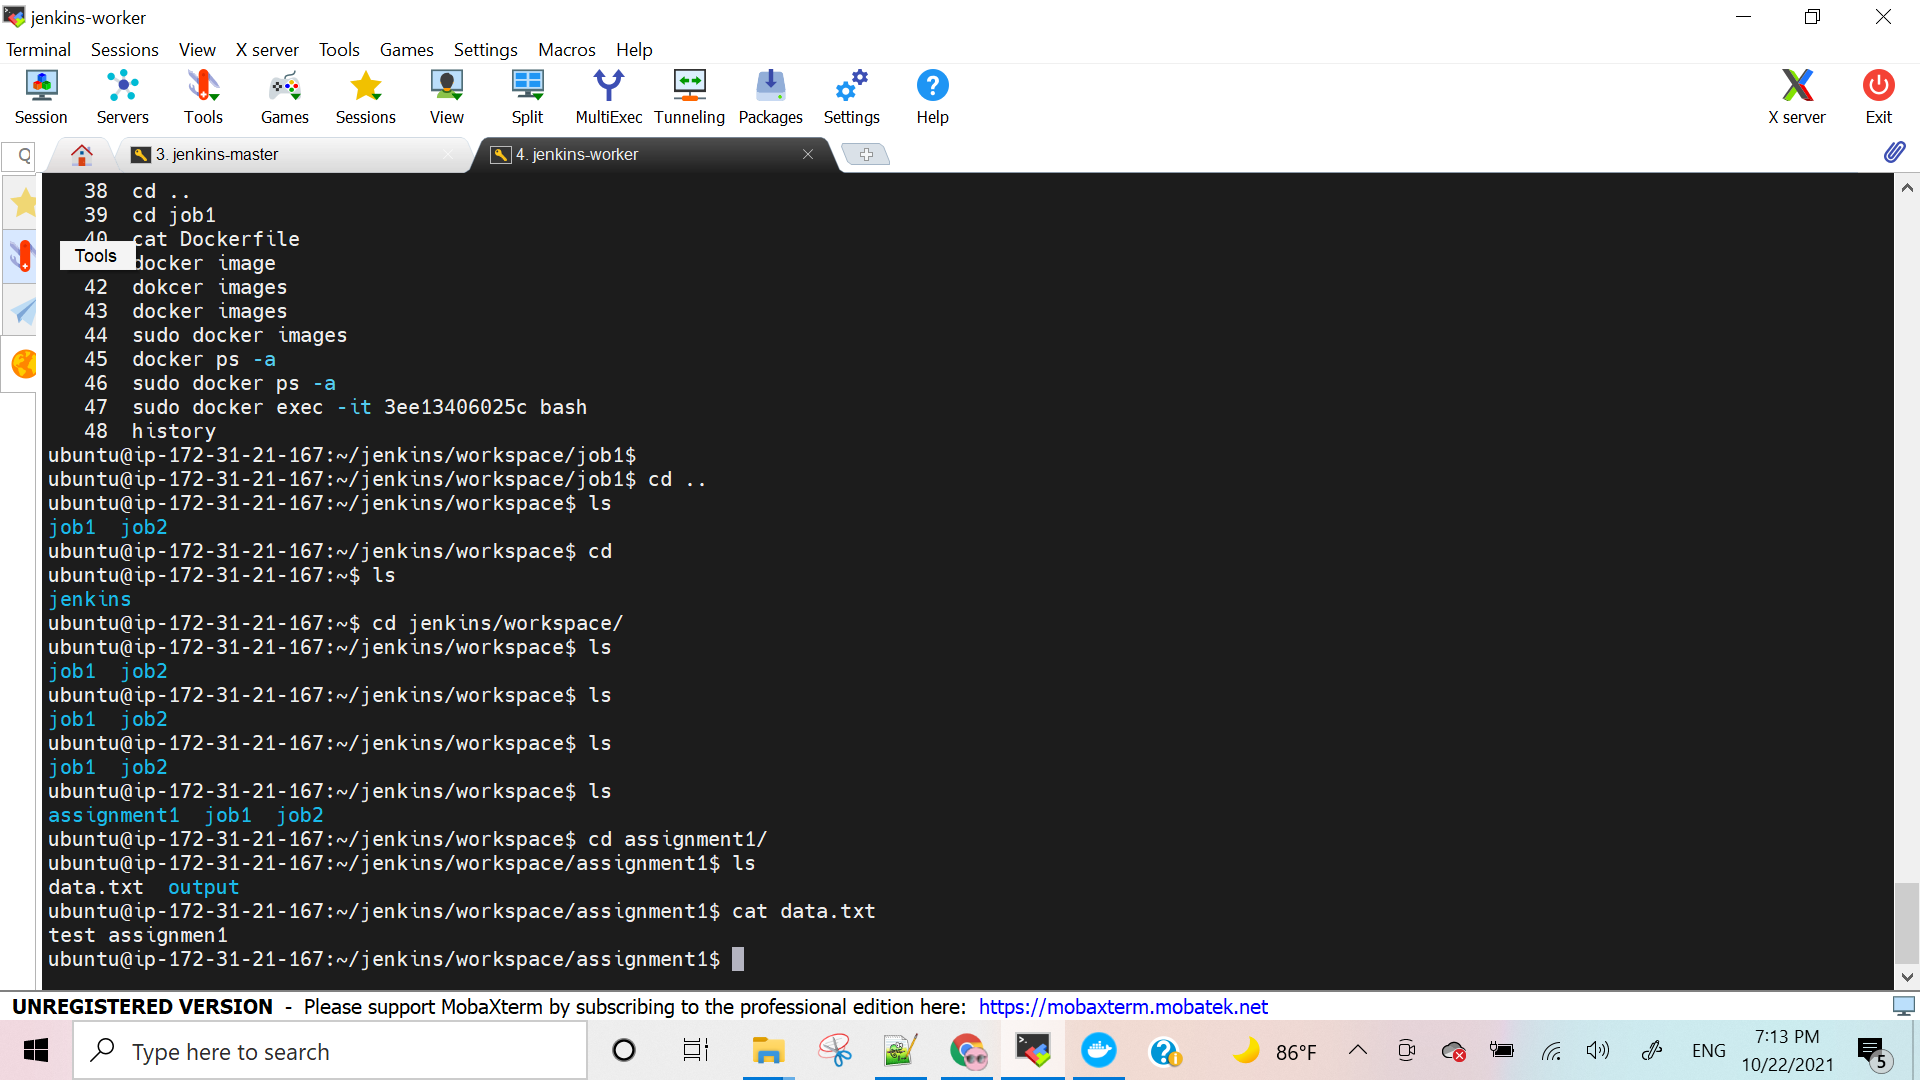 jenkins-worker
Terminal Sessions View X server Tools Games Settings Macros Help
Session Servers Tools Games Sessions View Split MultiExec Tunneling Packages Settings Help X server Exit
3. jenkins-master 4. jenkins-worker
38 cd ..
39 cd job1
40 cat Dockerfile
Tools docker image
42 dokcer images
43 docker images
44 sudo docker images
45 docker ps -a
46 sudo docker ps -a
47 sudo docker exec -it 3ee13406025c bash
48 history
ubuntu@ip-172-31-21-167:~/jenkins/workspace/job1$
ubuntu@ip-172-31-21-167:~/jenkins/workspace/job1$ cd ..
ubuntu@ip-172-31-21-167:~/jenkins/workspace$ ls
job1 job2
ubuntu@ip-172-31-21-167:~/jenkins/workspace$ cd
ubuntu@ip-172-31-21-167:~$ ls
jenkins
ubuntu@ip-172-31-21-167:~$ cd jenkins/workspace/
ubuntu@ip-172-31-21-167:~/jenkins/workspace$ ls
job1 job2
ubuntu@ip-172-31-21-167:~/jenkins/workspace$ ls
job1 job2
ubuntu@ip-172-31-21-167:~/jenkins/workspace$ ls
job1 job2
ubuntu@ip-172-31-21-167:~/jenkins/workspace$ ls
assignment1 job1 job2
ubuntu@ip-172-31-21-167:~/jenkins/workspace$ cd assignment1/
ubuntu@ip-172-31-21-167:~/jenkins/workspace/assignment1$ ls
data.txt output
ubuntu@ip-172-31-21-167:~/jenkins/workspace/assignment1$ cat data.txt
test assignmen1
ubuntu@ip-172-31-21-167:~/jenkins/workspace/assignment1$
UNREGISTERED VERSION - Please support MobaXterm by subscribing to the professional edition here: https://mobaxterm.mobatek.net
Type here to search
86°F
ENG
7:13 PM
10/22/2021
5